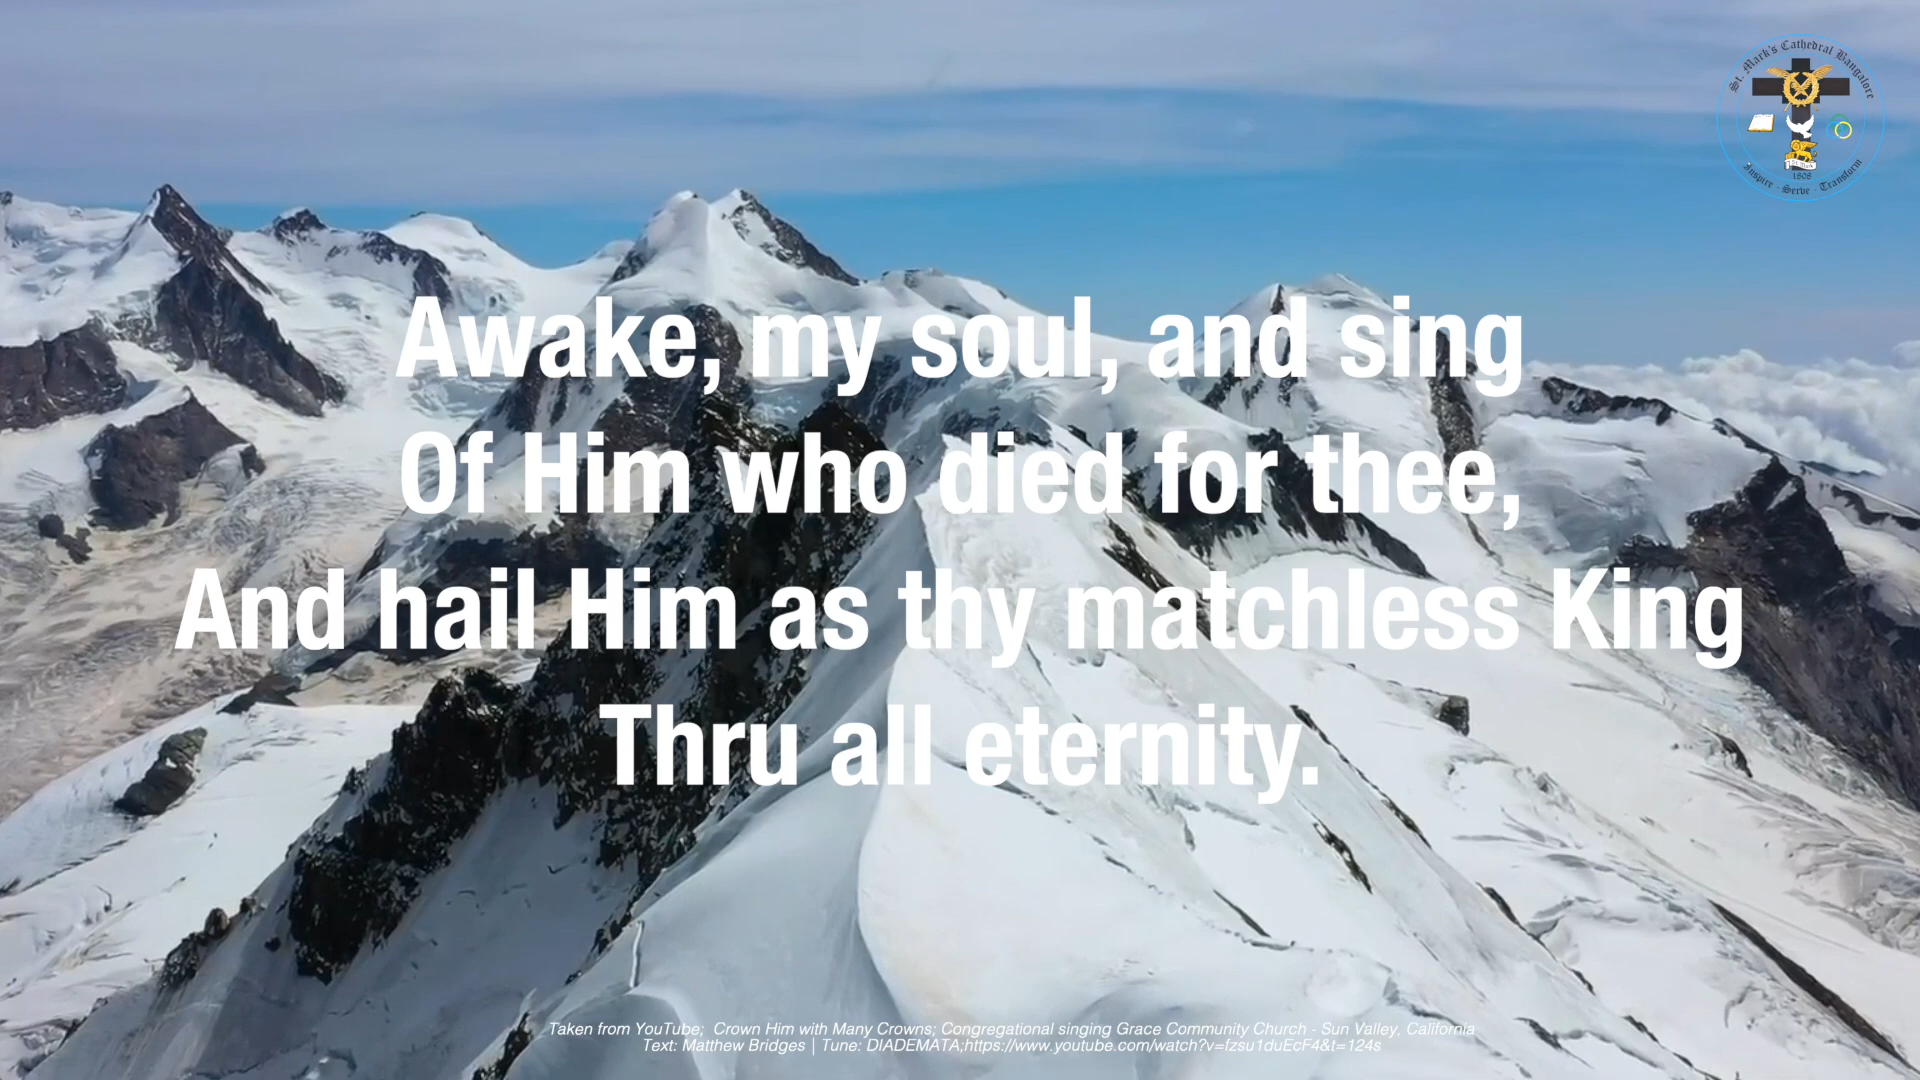 St. Mark's Cathedral Bangalore
1808
Inspire - Serve - Transform
Awake, my soul, and sing
Of Him who died for thee,
And hail Him as thy matchless King
Thru all eternity.
Taken from YouTube;  Crown Him with Many Crowns; Congregational singing Grace Community Church - Sun Valley, California
Text: Matthew Bridges | Tune: DIADEMATA;https://www.youtube.com/watch?v=fzsu1duEcF4&t=124s